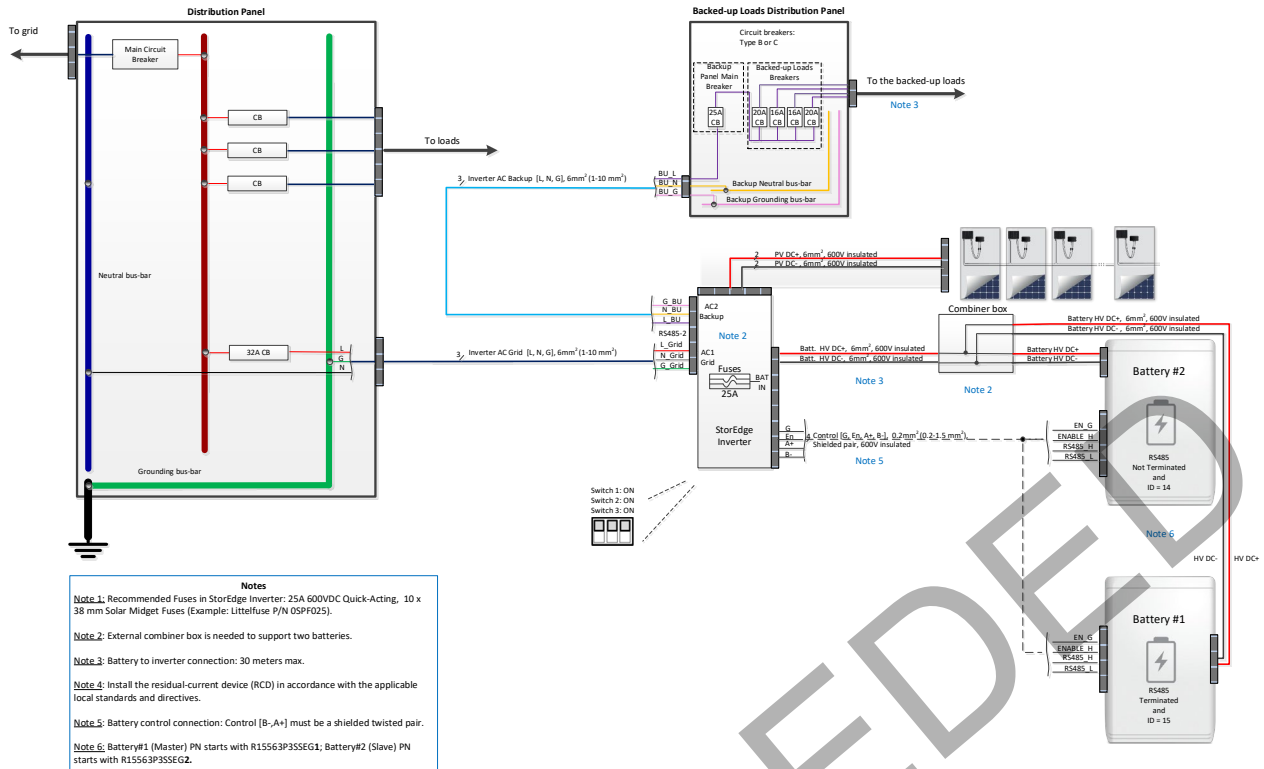 Distribution Panel
To grid
Main Circuit
Breaker
CB
CB
CB
To loads
Neutral bus-bar
32A CB
L
G
N
Grounding bus-bar
Backed-up Loads Distribution Panel
Circuit breakers:
Type B or C
Backup
Panel Main
Breaker
Backed-up Loads
Breakers
25A
CB
20A
CB
16A
CB
16A
CB
20A
CB
To the backed-up loads
Note 3
BU_L
BU_N
BU_G
Backup Neutral bus-bar
Backup Grounding bus-bar
3 Inverter AC Backup [L, N, G], 6mm² (1-10 mm²)
2 PV DC+, 6mm², 600V insulated
2 PV DC- , 6mm², 600V insulated
G_BU
N_BU
L_BU
RS485-2
L_Grid
N_Grid
G_Grid
AC2
Backup
Note 2
AC1
Grid
Fuses
25A
BAT
IN
StorEdge
Inverter
3 Inverter AC Grid [L, N, G], 6mm² (1-10 mm²)
Combiner box
Battery HV DC+, 6mm², 600V insulated
Battery HV DC- , 6mm², 600V insulated
Batt. HV DC+, 6mm², 600V insulated
Batt. HV DC-, 6mm², 600V insulated
Battery HV DC+
Battery HV DC-
Note 3
Note 2
G
En
A+
B-
4 Control [G, En, A+, B-], 0.2mm² (0.2-1.5 mm²),
Shielded pair, 600V insulated
Note 5
EN_G
ENABLE_H
RS485_H
RS485_L
Battery #2
RS485
Not Terminated
and
ID = 14
Note 6
HV DC-
HV DC+
Switch 1: ON
Switch 2: ON
Switch 3: ON
EN_G
ENABLE_H
RS485_H
RS485_L
Battery #1
RS485
Terminated
and
ID = 15
Notes
Note 1: Recommended Fuses in StorEdge Inverter: 25A 600VDC Quick-Acting, 10 x
38 mm Solar Midget Fuses (Example: Littelfuse P/N 0SPF025).
Note 2: External combiner box is needed to support two batteries.
Note 3: Battery to inverter connection: 30 meters max.
Note 4: Install the residual-current device (RCD) in accordance with the applicable
local standards and directives.
Note 5: Battery control connection: Control [B-,A+] must be a shielded twisted pair.
Note 6: Battery#1 (Master) PN starts with R15563P3SSEG1; Battery#2 (Slave) PN
starts with R15563P3SSEG2.